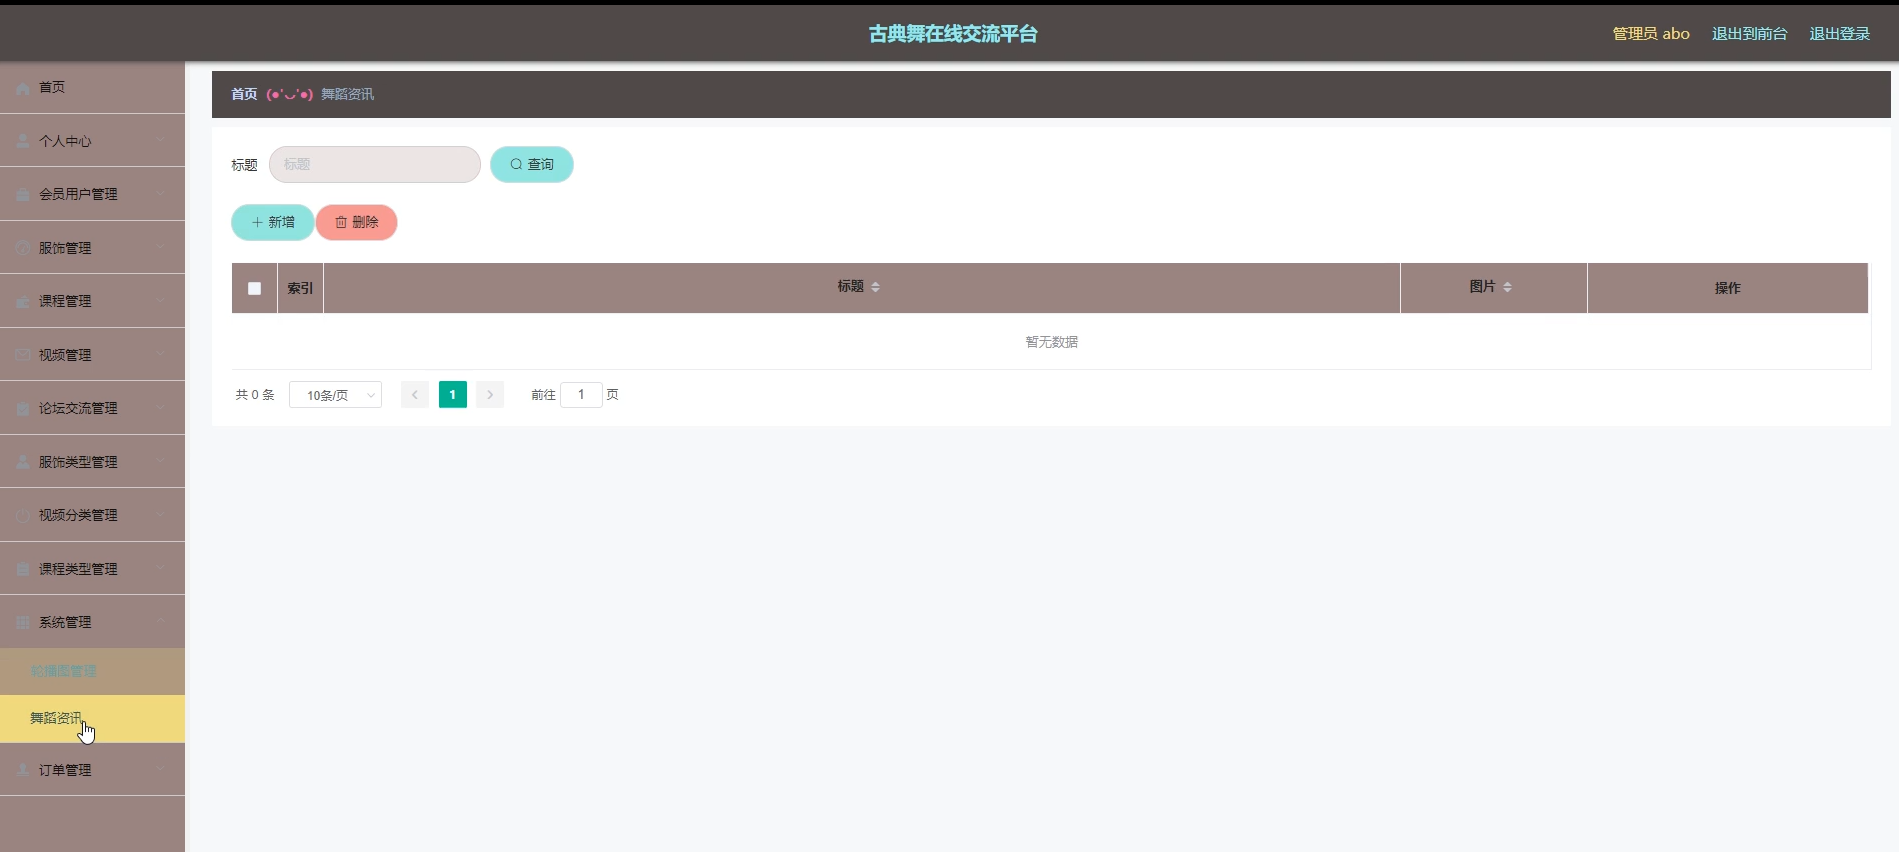 古典舞在线交流平台
管理员 abo 退出到前台 退出登录
首页
个人中心
会员用户管理
服饰管理
课程管理
视频管理
论坛交流管理
服饰类型管理
视频分类管理
课程类型管理
系统管理
轮播图管理
舞蹈资讯
订单管理
首页 (●'◡'●) 舞蹈资讯
标题 标题 查询
新增 删除
索引 标题 图片 操作
暂无数据
共 0 条 10条/页 1 前往 1 页